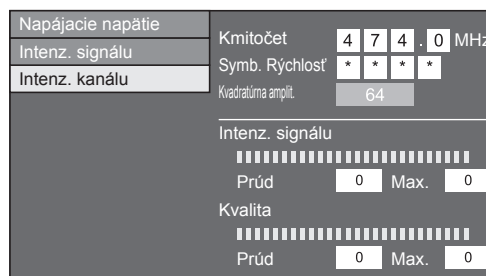 Napájacie napätie
Intenz. signálu
Intenz. kanálu
Kmitočet 4 7 4 . 0 MHz
Symb. Rýchlosť * * * *
Kvadratúrna amplit. 64
Intenz. signálu
Prúd 0 Max. 0
Kvalita
Prúd 0 Max. 0